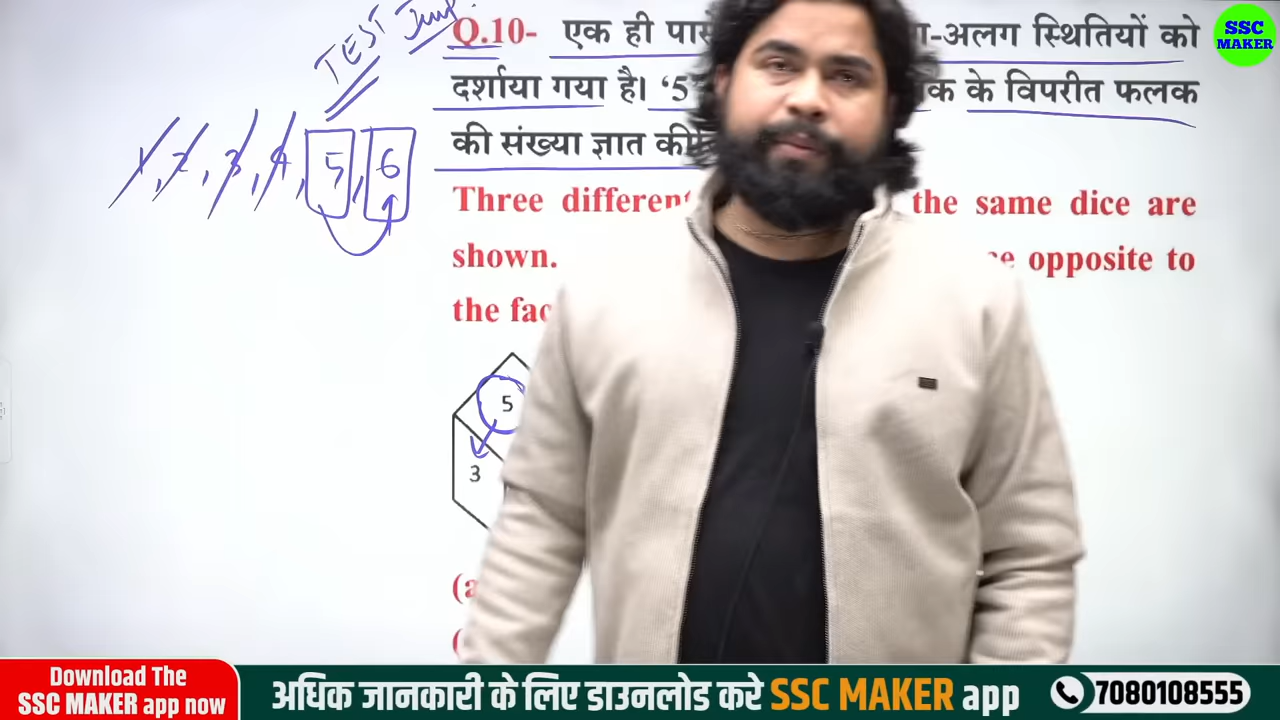 TEST
Q.10- एक ही -अलग स्थितियों को
दर्शाया गया है। ‘5’ के विपरीत फलक
की संख्या ज्ञात
Three the same dice are
shown. opposite to
the
1, 2, 3, 4, 5, 6
5
3
SSC
MAKER
Download The
SSC MAKER app now
अधिक जानकारी के लिए डाउनलोड करे SSC MAKER app
7080108555